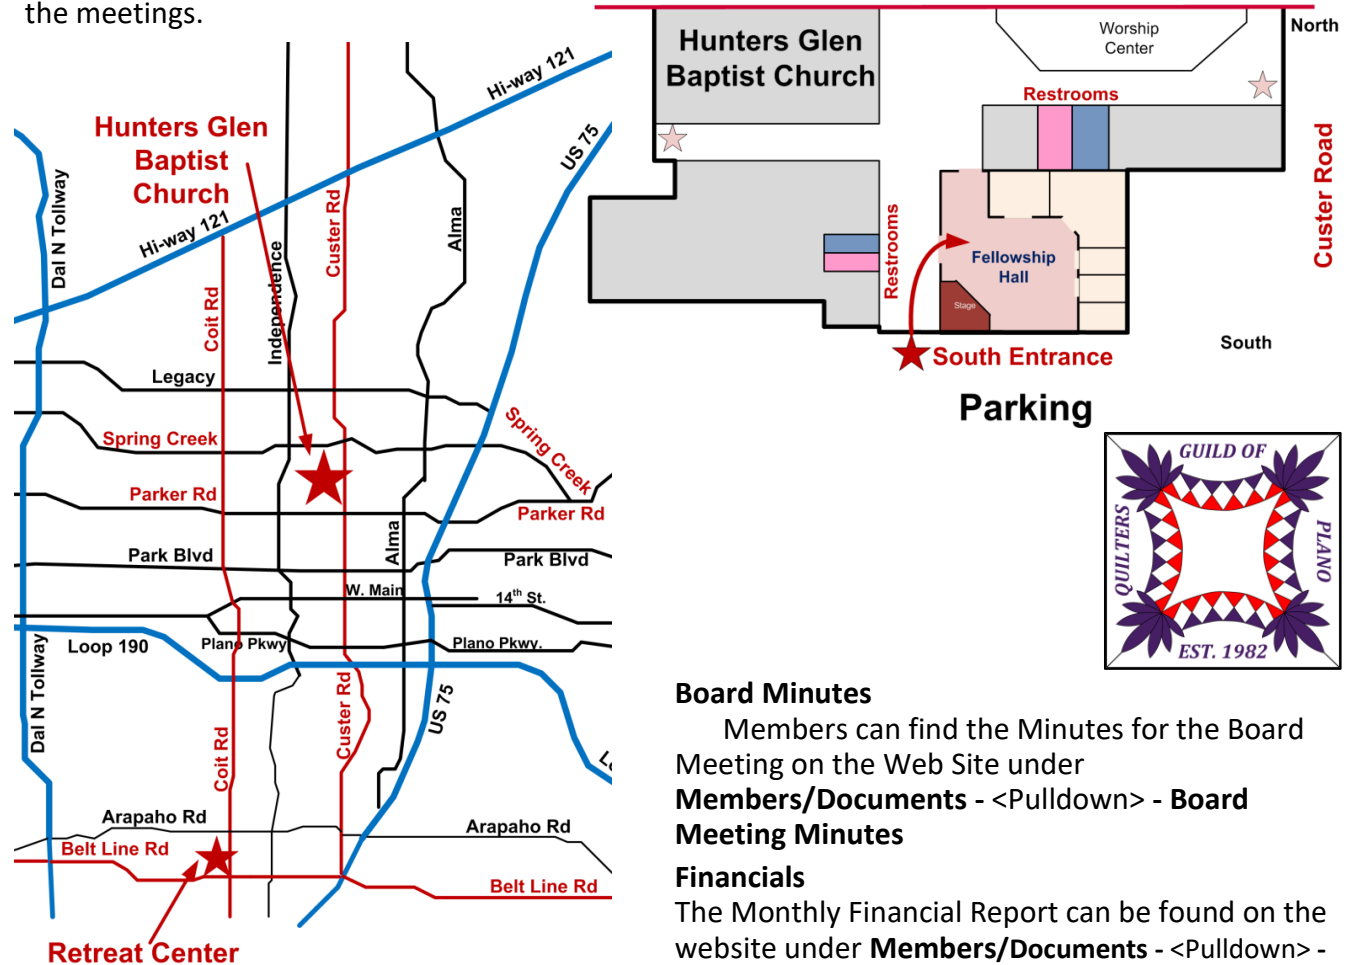 the meetings.
Hi-way 121
Hunters Glen
Baptist
Church
US 75
Dal N Tollway
Hi-way 121
Custer Rd
Alma
Independence
Coit Rd
Legacy
Spring Creek
Spring Creek
Parker Rd
Parker Rd
Alma
Park Blvd
Park Blvd
W. Main
14th St.
Loop 190
Plano Pkwy
Plano Pkwy.
Dal N Tollway
Custer Rd
US 75
Coit Rd
Arapaho Rd
Arapaho Rd
Belt Line Rd
Belt Line Rd
Retreat Center
Hunters Glen
Baptist Church
Worship
Center
North
Restrooms
Custer Road
Restrooms
Fellowship
Hall
Stage
South
South Entrance
Parking
GUILD OF
QUILTERS
PLANO
EST. 1982
Board Minutes
Members can find the Minutes for the Board
Meeting on the Web Site under
Members/Documents - <Pulldown> - Board
Meeting Minutes
Financials
The Monthly Financial Report can be found on the
website under Members/Documents - <Pulldown> -